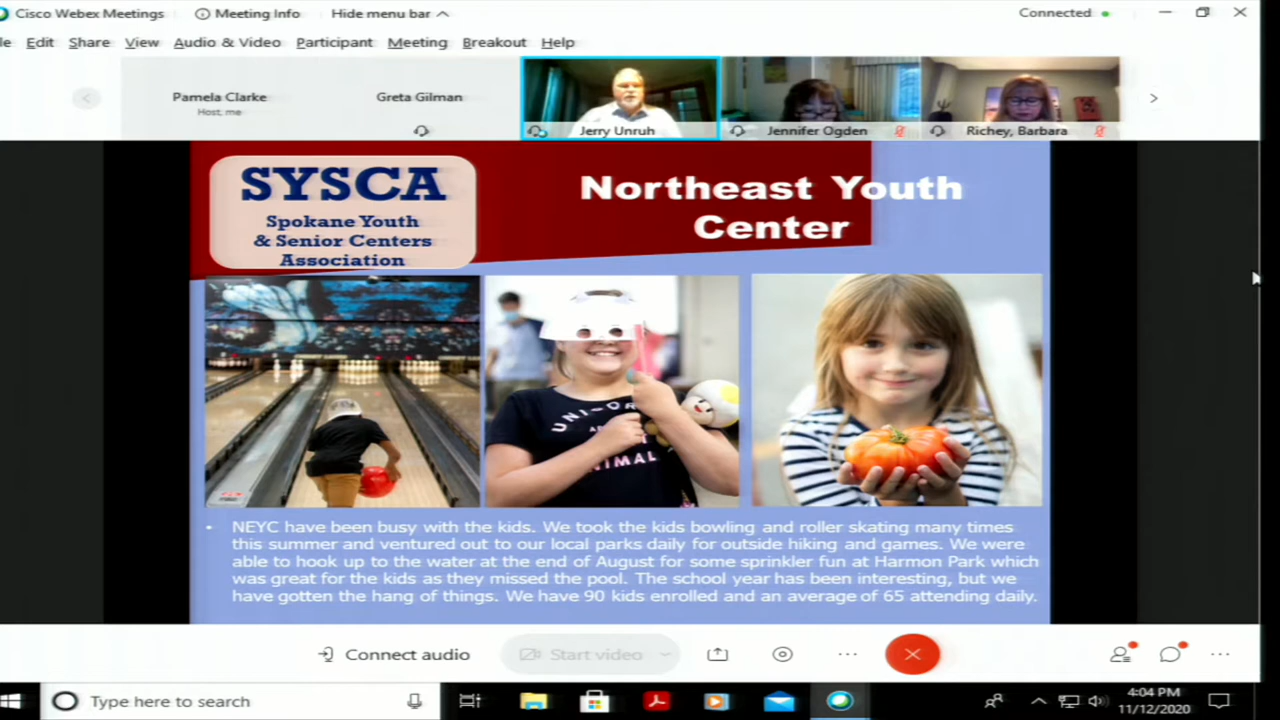 Cisco Webex Meetings
Meeting Info
Hide menu bar
Connected
le Edit Share View Audio & Video Participant Meeting Breakout Help
Pamela Clarke
Host, me
Greta Gilman
Jerry Unruh
Jennifer Ogden
Richey, Barbara
SYSCA
Spokane Youth
& Senior Centers
Association
Northeast Youth
Center
UNI-OR
ANIMAL
• NEYC have been busy with the kids. We took the kids bowling and roller skating many times
this summer and ventured out to our local parks daily for outside hiking and games. We were
able to hook up to the water at the end of August for some sprinkler fun at Harmon Park which
was great for the kids as they missed the pool. The school year has been interesting, but we
have gotten the hang of things. We have 90 kids enrolled and an average of 65 attending daily.
Connect audio
Start video
Type here to search
4:04 PM
11/12/2020